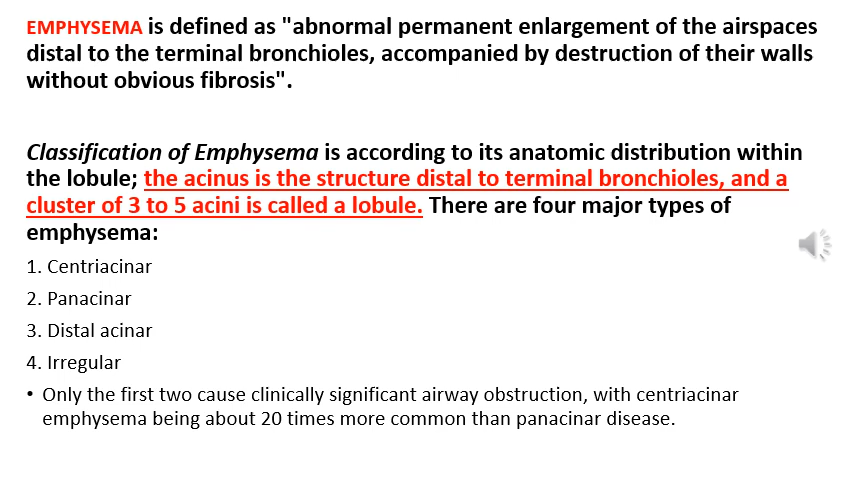 EMPHYSEMA is defined as "abnormal permanent enlargement of the airspaces
distal to the terminal bronchioles, accompanied by destruction of their walls
without obvious fibrosis".
Classification of Emphysema is according to its anatomic distribution within
the lobule; the acinus is the structure distal to terminal bronchioles, and a
cluster of 3 to 5 acini is called a lobule. There are four major types of
emphysema:
1. Centriacinar
2. Panacinar
3. Distal acinar
4. Irregular
• Only the first two cause clinically significant airway obstruction, with centriacinar
emphysema being about 20 times more common than panacinar disease.